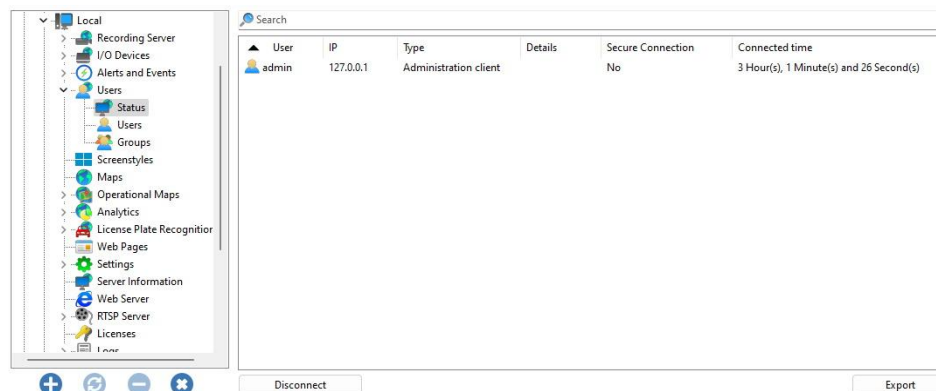 Local
Recording Server
I/O Devices
Alerts and Events
Users
Status
Users
Groups
Screenstyles
Maps
Operational Maps
Analytics
License Plate Recognition
Web Pages
Settings
Server Information
Web Server
RTSP Server
Licenses
Logs
Search
User IP Type Details Secure Connection Connected time
admin 127.0.0.1 Administration client No 3 Hour(s), 1 Minute(s) and 26 Second(s)
Disconnect Export